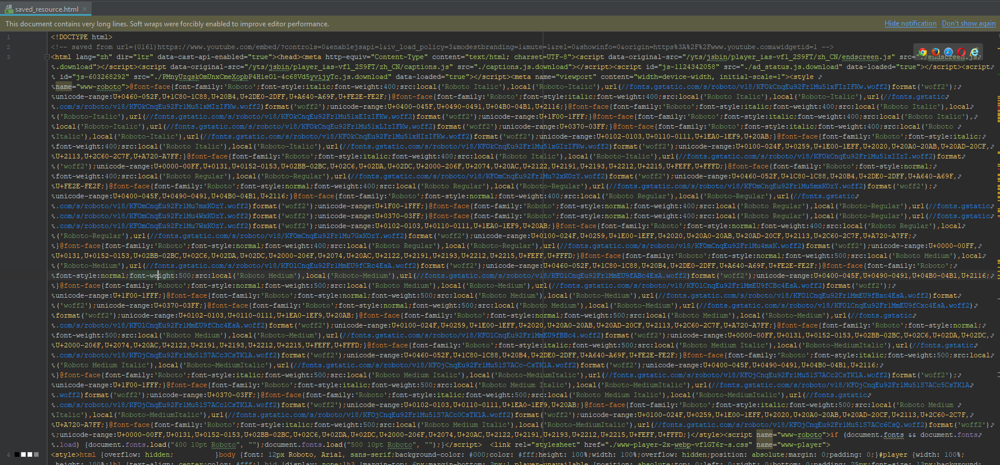 saved_resource.html
This document contains very long lines. Soft wraps were forcibly enabled to improve editor performance.
Hide notification Don't show again
1 <!DOCTYPE html>
2 <!-- saved from url=(0161)https://www.youtube.com/embed/?controls=0&enablejsapi=1&iv_load_policy=3&modestbranding=1&mute=1&rel=0&showinfo=0&origin=https%3A%2F%2Fwww.youtube.com&widgetid=1 -->
3 <html lang="zh" dir="ltr" data-cast-api-enabled="true"><head><meta http-equiv="Content-Type" content="text/html; charset=UTF-8"><script data-original-src="/yts/jsbin/player_ias-vfl_2S9FT/zh_CN/endscreen.js" src="./endscreen.js
.download"></script><script data-original-src="/yts/jsbin/player_ias-vfl_2S9FT/zh_CN/captions.js" src="./captions.js.download"></script><script id="js-1124342058" src="./ad_status.js.download" data-loaded="true"></script><script
id="js-603268292" src="./PMnyUzqskOmUnxCmeXopbP4HieOl-4c68Vd5yvijyTc.js.download" data-loaded="true"></script><meta name="viewport" content="width=device-width, initial-scale=1"><style
name="www-roboto">@font-face{font-family:'Roboto';font-style:italic;font-weight:400;src:local('Roboto Italic'),local('Roboto-Italic'),url(//fonts.gstatic.com/s/roboto/v18/KFOkCnqEu92Fr1Mu51xFIzIFKw.woff2)format('woff2');
unicode-range:U+0460-052F,U+1C80-1C88,U+20B4,U+2DE0-2DFF,U+A640-A69F,U+FE2E-FE2F;}@font-face{font-family:'Roboto';font-style:italic;font-weight:400;src:local('Roboto Italic'),local('Roboto-Italic'),url(//fonts.gstatic
.com/s/roboto/v18/KFOkCnqEu92Fr1Mu51xMIzIFKw.woff2)format('woff2');unicode-range:U+0400-045F,U+0490-0491,U+04B0-04B1,U+2116;}@font-face{font-family:'Roboto';font-style:italic;font-weight:400;src:local('Roboto Italic'),local
('Roboto-Italic'),url(//fonts.gstatic.com/s/roboto/v18/KFOkCnqEu92Fr1Mu51xEIzIFKw.woff2)format('woff2');unicode-range:U+1F00-1FFF;}@font-face{font-family:'Roboto';font-style:italic;font-weight:400;src:local('Roboto Italic'),
local('Roboto-Italic'),url(//fonts.gstatic.com/s/roboto/v18/KFOkCnqEu92Fr1Mu51xLIzIFKw.woff2)format('woff2');unicode-range:U+0370-03FF;}@font-face{font-family:'Roboto';font-style:italic;font-weight:400;src:local('Roboto
Italic'),local('Roboto-Italic'),url(//fonts.gstatic.com/s/roboto/v18/KFOkCnqEu92Fr1Mu51xHIzIFKw.woff2)format('woff2');unicode-range:U+0102-0103,U+0110-0111,U+1EA0-1EF9,U+20AB;}@font-face{font-family:'Roboto';font-style:italic;
font-weight:400;src:local('Roboto Italic'),local('Roboto-Italic'),url(//fonts.gstatic.com/s/roboto/v18/KFOkCnqEu92Fr1Mu51xGIzIFKw.woff2)format('woff2');unicode-range:U+0100-024F,U+0259,U+1E00-1EFF,U+2020,U+20A0-20AB,U+20AD-20CF,
U+2113,U+2C60-2C7F,U+A720-A7FF;}@font-face{font-family:'Roboto';font-style:italic;font-weight:400;src:local('Roboto Italic'),local('Roboto-Italic'),url(//fonts.gstatic.com/s/roboto/v18/KFOkCnqEu92Fr1Mu51xIIzI.woff2)format
('woff2');unicode-range:U+0000-00FF,U+0131,U+0152-0153,U+02BB-02BC,U+02C6,U+02DA,U+02DC,U+2000-206F,U+2074,U+20AC,U+2122,U+2191,U+2193,U+2212,U+2215,U+FEFF,U+FFFD;}@font-face{font-family:'Roboto';font-style:normal;
font-weight:400;src:local('Roboto Regular'),local('Roboto-Regular'),url(//fonts.gstatic.com/s/roboto/v18/KFOmCnqEu92Fr1Mu72xKOzY.woff2)format('woff2');unicode-range:U+0460-052F,U+1C80-1C88,U+20B4,U+2DE0-2DFF,U+A640-A69F,
U+FE2E-FE2F;}@font-face{font-family:'Roboto';font-style:normal;font-weight:400;src:local('Roboto Regular'),local('Roboto-Regular'),url(//fonts.gstatic.com/s/roboto/v18/KFOmCnqEu92Fr1Mu5mxKOzY.woff2)format('woff2');
unicode-range:U+0400-045F,U+0490-0491,U+04B0-04B1,U+2116;}@font-face{font-family:'Roboto';font-style:normal;font-weight:400;src:local('Roboto Regular'),local('Roboto-Regular'),url(//fonts.gstatic
.com/s/roboto/v18/KFOmCnqEu92Fr1Mu7mxKOzY.woff2)format('woff2');unicode-range:U+1F00-1FFF;}@font-face{font-family:'Roboto';font-style:normal;font-weight:400;src:local('Roboto Regular'),local('Roboto-Regular'),url(//fonts.gstatic
.com/s/roboto/v18/KFOmCnqEu92Fr1Mu4WxKOzY.woff2)format('woff2');unicode-range:U+0370-03FF;}@font-face{font-family:'Roboto';font-style:normal;font-weight:400;src:local('Roboto Regular'),local('Roboto-Regular'),url(//fonts.gstatic
.com/s/roboto/v18/KFOmCnqEu92Fr1Mu7WxKOzY.woff2)format('woff2');unicode-range:U+0102-0103,U+0110-0111,U+1EA0-1EF9,U+20AB;}@font-face{font-family:'Roboto';font-style:normal;font-weight:400;src:local('Roboto Regular'),local
('Roboto-Regular'),url(//fonts.gstatic.com/s/roboto/v18/KFOmCnqEu92Fr1Mu7GxKOzY.woff2)format('woff2');unicode-range:U+0100-024F,U+0259,U+1E00-1EFF,U+2020,U+20A0-20AB,U+20AD-20CF,U+2113,U+2C60-2C7F,U+A720-A7FF;
}@font-face{font-family:'Roboto';font-style:normal;font-weight:400;src:local('Roboto Regular'),local('Roboto-Regular'),url(//fonts.gstatic.com/s/roboto/v18/KFOmCnqEu92Fr1Mu4mxK.woff2)format('woff2');unicode-range:U+0000-00FF,
U+0131,U+0152-0153,U+02BB-02BC,U+02C6,U+02DA,U+02DC,U+2000-206F,U+2074,U+20AC,U+2122,U+2191,U+2193,U+2212,U+2215,U+FEFF,U+FFFD;}@font-face{font-family:'Roboto';font-style:normal;font-weight:500;src:local('Roboto Medium'),local
('Roboto-Medium'),url(//fonts.gstatic.com/s/roboto/v18/KFOlCnqEu92Fr1MmEU9fCRc4EsA.woff2)format('woff2');unicode-range:U+0460-052F,U+1C80-1C88,U+20B4,U+2DE0-2DFF,U+A640-A69F,U+FE2E-FE2F;}@font-face{font-family:'Roboto';
font-style:normal;font-weight:500;src:local('Roboto Medium'),local('Roboto-Medium'),url(//fonts.gstatic.com/s/roboto/v18/KFOlCnqEu92Fr1MmEU9fABc4EsA.woff2)format('woff2');unicode-range:U+0400-045F,U+0490-0491,U+04B0-04B1,U+2116;
}@font-face{font-family:'Roboto';font-style:normal;font-weight:500;src:local('Roboto Medium'),local('Roboto-Medium'),url(//fonts.gstatic.com/s/roboto/v18/KFOlCnqEu92Fr1MmEU9fCBc4EsA.woff2)format('woff2');
unicode-range:U+1F00-1FFF;}@font-face{font-family:'Roboto';font-style:normal;font-weight:500;src:local('Roboto Medium'),local('Roboto-Medium'),url(//fonts.gstatic.com/s/roboto/v18/KFOlCnqEu92Fr1MmEU9fBxc4EsA.woff2)format
('woff2');unicode-range:U+0370-03FF;}@font-face{font-family:'Roboto';font-style:normal;font-weight:500;src:local('Roboto Medium'),local('Roboto-Medium'),url(//fonts.gstatic.com/s/roboto/v18/KFOlCnqEu92Fr1MmEU9fCxc4EsA.woff2)
format('woff2');unicode-range:U+0102-0103,U+0110-0111,U+1EA0-1EF9,U+20AB;}@font-face{font-family:'Roboto';font-style:normal;font-weight:500;src:local('Roboto Medium'),local('Roboto-Medium'),url(//fonts.gstatic
.com/s/roboto/v18/KFOlCnqEu92Fr1MmEU9fChc4EsA.woff2)format('woff2');unicode-range:U+0100-024F,U+0259,U+1E00-1EFF,U+2020,U+20A0-20AB,U+20AD-20CF,U+2113,U+2C60-2C7F,U+A720-A7FF;}@font-face{font-family:'Roboto';font-style:normal;
font-weight:500;src:local('Roboto Medium'),local('Roboto-Medium'),url(//fonts.gstatic.com/s/roboto/v18/KFOlCnqEu92Fr1MmEU9fBBc4.woff2)format('woff2');unicode-range:U+0000-00FF,U+0131,U+0152-0153,U+02BB-02BC,U+02C6,U+02DA,U+02DC,
U+2000-206F,U+2074,U+20AC,U+2122,U+2191,U+2193,U+2212,U+2215,U+FEFF,U+FFFD;}@font-face{font-family:'Roboto';font-style:italic;font-weight:500;src:local('Roboto Medium Italic'),local('Roboto-MediumItalic'),url(//fonts.gstatic
.com/s/roboto/v18/KFOjCnqEu92Fr1Mu51S7ACc3CsTKlA.woff2)format('woff2');unicode-range:U+0460-052F,U+1C80-1C88,U+20B4,U+2DE0-2DFF,U+A640-A69F,U+FE2E-FE2F;}@font-face{font-family:'Roboto';font-style:italic;font-weight:500;src:local
('Roboto Medium Italic'),local('Roboto-MediumItalic'),url(//fonts.gstatic.com/s/roboto/v18/KFOjCnqEu92Fr1Mu51S7ACc-CsTKlA.woff2)format('woff2');unicode-range:U+0400-045F,U+0490-0491,U+04B0-04B1,U+2116;
}@font-face{font-family:'Roboto';font-style:italic;font-weight:500;src:local('Roboto Medium Italic'),local('Roboto-MediumItalic'),url(//fonts.gstatic.com/s/roboto/v18/KFOjCnqEu92Fr1Mu51S7ACc2CsTKlA.woff2)format('woff2');
unicode-range:U+1F00-1FFF;}@font-face{font-family:'Roboto';font-style:italic;font-weight:500;src:local('Roboto Medium Italic'),local('Roboto-MediumItalic'),url(//fonts.gstatic.com/s/roboto/v18/KFOjCnqEu92Fr1Mu51S7ACc5CsTKlA
.woff2)format('woff2');unicode-range:U+0370-03FF;}@font-face{font-family:'Roboto';font-style:italic;font-weight:500;src:local('Roboto Medium Italic'),local('Roboto-MediumItalic'),url(//fonts.gstatic
.com/s/roboto/v18/KFOjCnqEu92Fr1Mu51S7ACc1CsTKlA.woff2)format('woff2');unicode-range:U+0102-0103,U+0110-0111,U+1EA0-1EF9,U+20AB;}@font-face{font-family:'Roboto';font-style:italic;font-weight:500;src:local('Roboto Medium
Italic'),local('Roboto-MediumItalic'),url(//fonts.gstatic.com/s/roboto/v18/KFOjCnqEu92Fr1Mu51S7ACc0CsTKlA.woff2)format('woff2');unicode-range:U+0100-024F,U+0259,U+1E00-1EFF,U+2020,U+20A0-20AB,U+20AD-20CF,U+2113,U+2C60-2C7F,
U+A720-A7FF;}@font-face{font-family:'Roboto';font-style:italic;font-weight:500;src:local('Roboto Medium Italic'),local('Roboto-MediumItalic'),url(//fonts.gstatic.com/s/roboto/v18/KFOjCnqEu92Fr1Mu51S7ACc6CsQ.woff2)format('woff2')
;unicode-range:U+0000-00FF,U+0131,U+0152-0153,U+02BB-02BC,U+02C6,U+02DA,U+02DC,U+2000-206F,U+2074,U+20AC,U+2122,U+2191,U+2193,U+2212,U+2215,U+FEFF,U+FFFD;}</style><script name="www-roboto">if (document.fonts && document.fonts
.load) {document.fonts.load("400 10pt Roboto", "");document.fonts.load("500 10pt Roboto", "");}</script> <link rel="stylesheet" href="./www-player-2x-webp-vflGT6r-s.css" name="www-player">
4 <style>html {overflow: hidden; }body {font: 12px Roboto, Arial, sans-serif;background-color: #000;color: #fff;height: 100%;width: 100%;overflow: hidden;position: absolute;margin: 0;padding: 0;}#player {width: 100%;
height: 100%;}h1 {text-align: center;color: #fff;}.hid {display: none;}h3 {margin-top: 6px;margin-bottom: 3px;}.player-unavailable {position: absolute;top: 0;left: 0;right: 0;bottom: 0;padding: 25px;font-size: 13px;background: